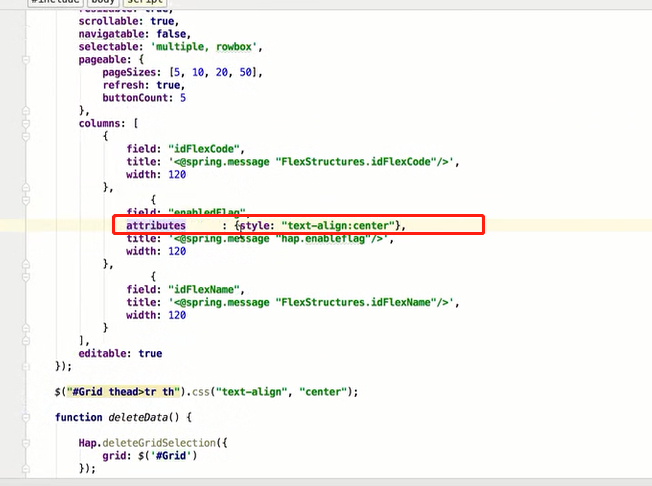 #include body script
resizable: true,
scrollable: true,
navigatable: false,
selectable: 'multiple, rowbox',
pageable: {
pageSizes: [5, 10, 20, 50],
refresh: true,
buttonCount: 5
},
columns: [
{
field: "idFlexCode",
title: '<@spring.message "FlexStructures.idFlexCode"/>',
width: 120
},
{
field: "enabledFlag",
attributes : {style: "text-align:center"},
title: '<@spring.message "hap.enableflag"/>',
width: 120
},
{
field: "idFlexName",
title: '<@spring.message "FlexStructures.idFlexName"/>',
width: 120
}
],
editable: true
});
$("#Grid thead>tr th").css("text-align", "center");
function deleteData() {
Hap.deleteGridSelection({
grid: $('#Grid')
});